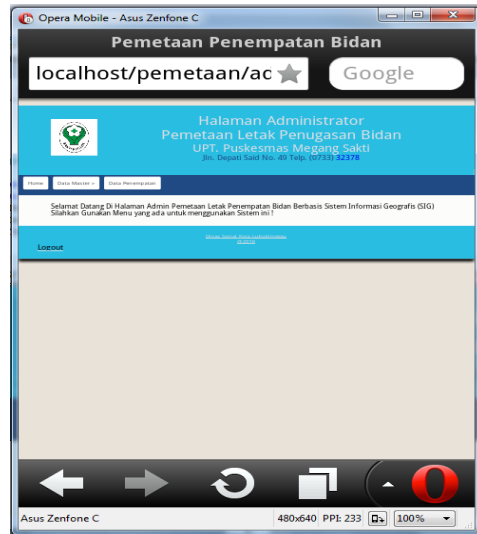 Opera Mobile - Asus Zenfone C
Pemetaan Penempatan Bidan
localhost/pemetaan/ac
Google
Halaman Administrator
Pemetaan Letak Penugasan Bidan
UPT. Puskesmas Megang Sakti
Jln. Depati Said No. 49 Telp. (0733) 32378
Home
Data Master >
Data Penempatan
Selamat Datang Di Halaman Admin Pemetaan Letak Penempatan Bidan Berbasis Sistem Informasi Geografis (SIG)
Silahkan Gunakan Menu yang ada untuk menggunakan Sistem ini !
Logout
Asus Zenfone C
480x640 PPI: 233
100%